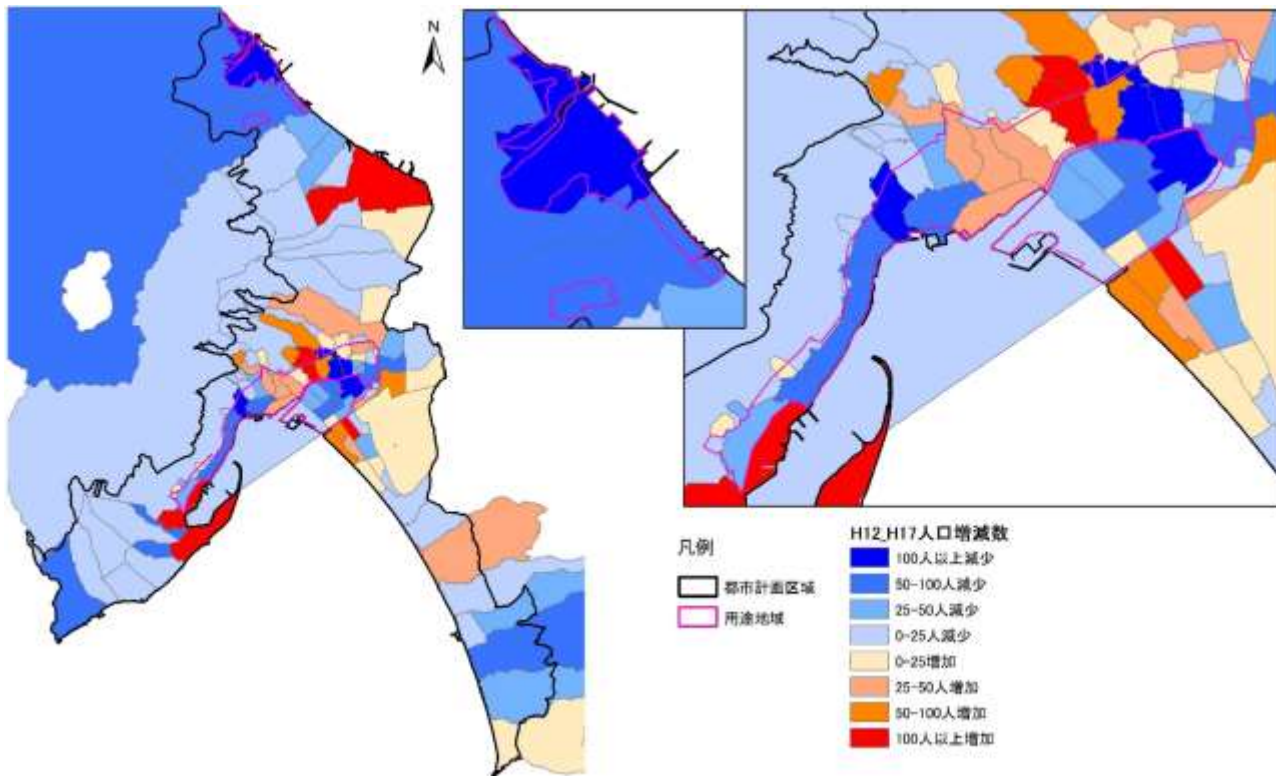 N
凡例
都市計画区域
用途地域
H12_H17人口増減数
100人以上減少
50-100人減少
25-50人減少
0-25人減少
0-25増加
25-50人増加
50-100人増加
100人以上増加